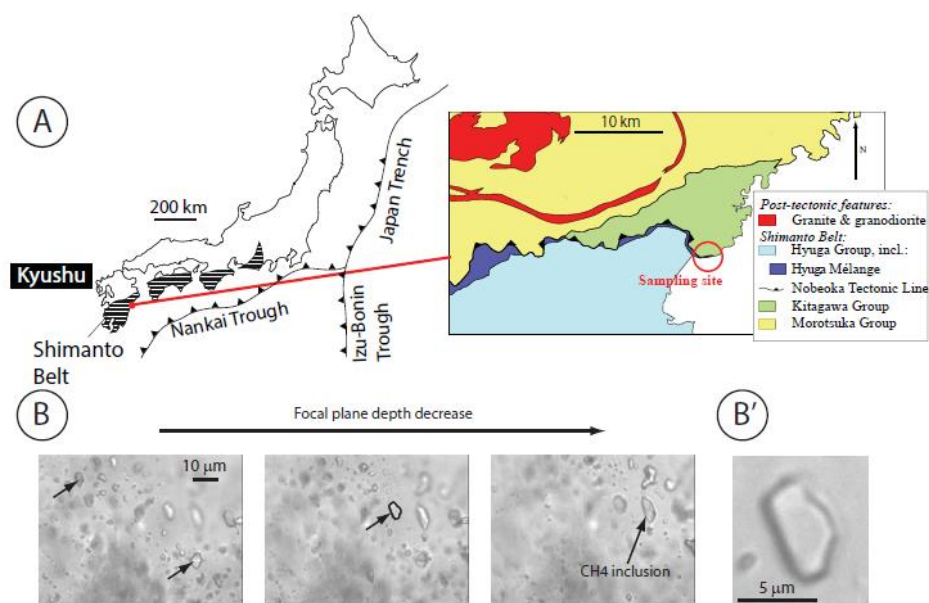 A
200 km
Kyushu
Shimanto
Belt
Nankai Trough
Japan Trench
Izu-Bonin
Trough
10 km
N
Sampling site
Post-tectonic features:
Granite & granodiorite
Shimanto Belt:
Hyuga Group, incl.:
Hyuga Mélange
Nobeoka Tectonic Line
Kitagawa Group
Morotsuka Group
B
Focal plane depth decrease
B'
10 µm
CH4 inclusion
5 µm